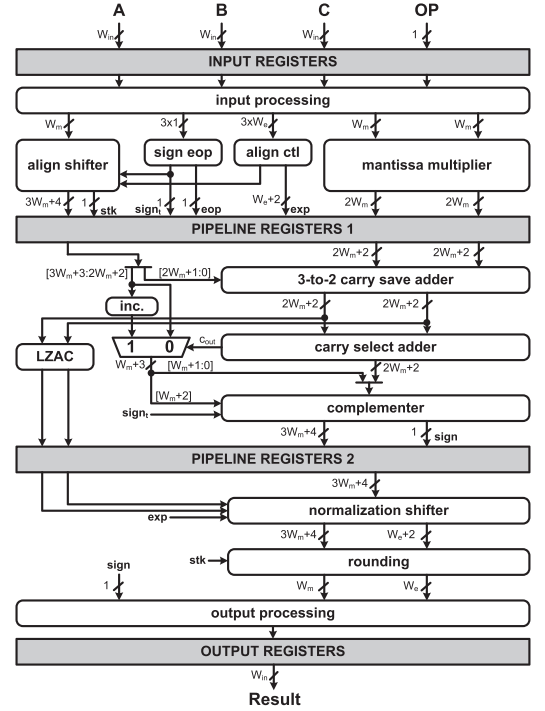 A B C OP
Win Win Win 1
INPUT REGISTERS
input processing
Wm 3x1 3xWe Wm Wm
align shifter sign eop align ctl mantissa multiplier
3Wm+4 1 stk 1 signt 1 eop We+2 exp 2Wm 2Wm
PIPELINE REGISTERS 1
2Wm+2 2Wm+2
[3Wm+3:2Wm+2] [2Wm+1:0] 3-to-2 carry save adder
inc. 2Wm+2 2Wm+2
LZAC 1 0 cout carry select adder
Wm+3 [Wm+1:0] 2Wm+2
[Wm+2]
signt complementer
3Wm+4 1 sign
PIPELINE REGISTERS 2
3Wm+4
exp normalization shifter
3Wm+4 We+2
stk rounding
sign
1 Wm We
output processing
OUTPUT REGISTERS
Win
Result